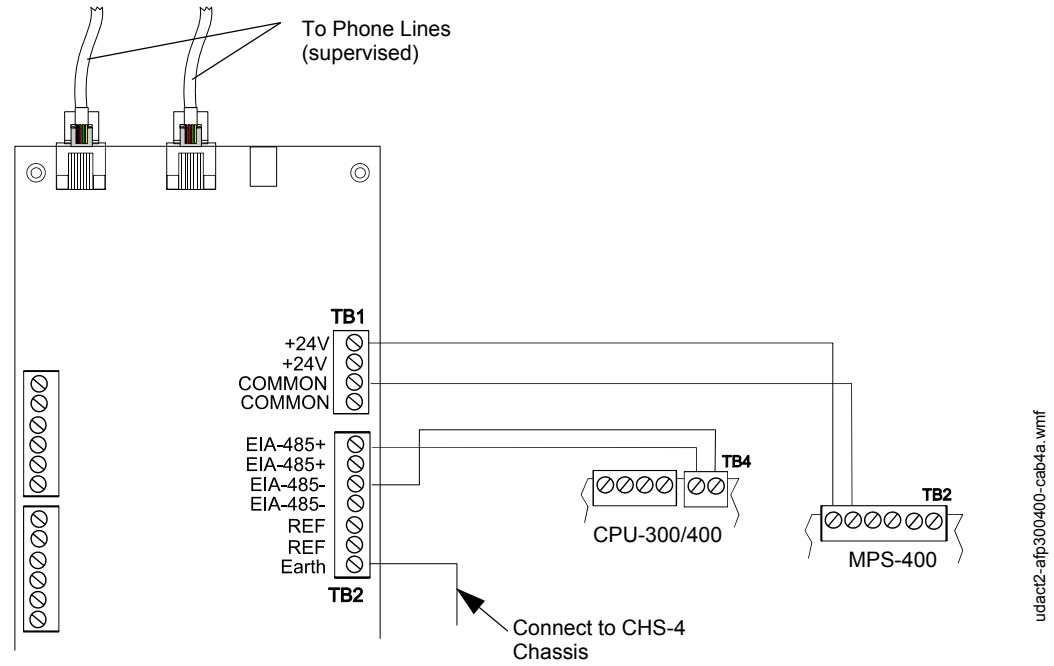 To Phone Lines
(supervised)
TB1
+24V
+24V
COMMON
COMMON
EIA-485+
EIA-485+
EIA-485-
EIA-485-
REF
REF
Earth
TB2
TB4
CPU-300/400
TB2
MPS-400
Connect to CHS-4
Chassis
udact2-afp300400-cab4a.wmf